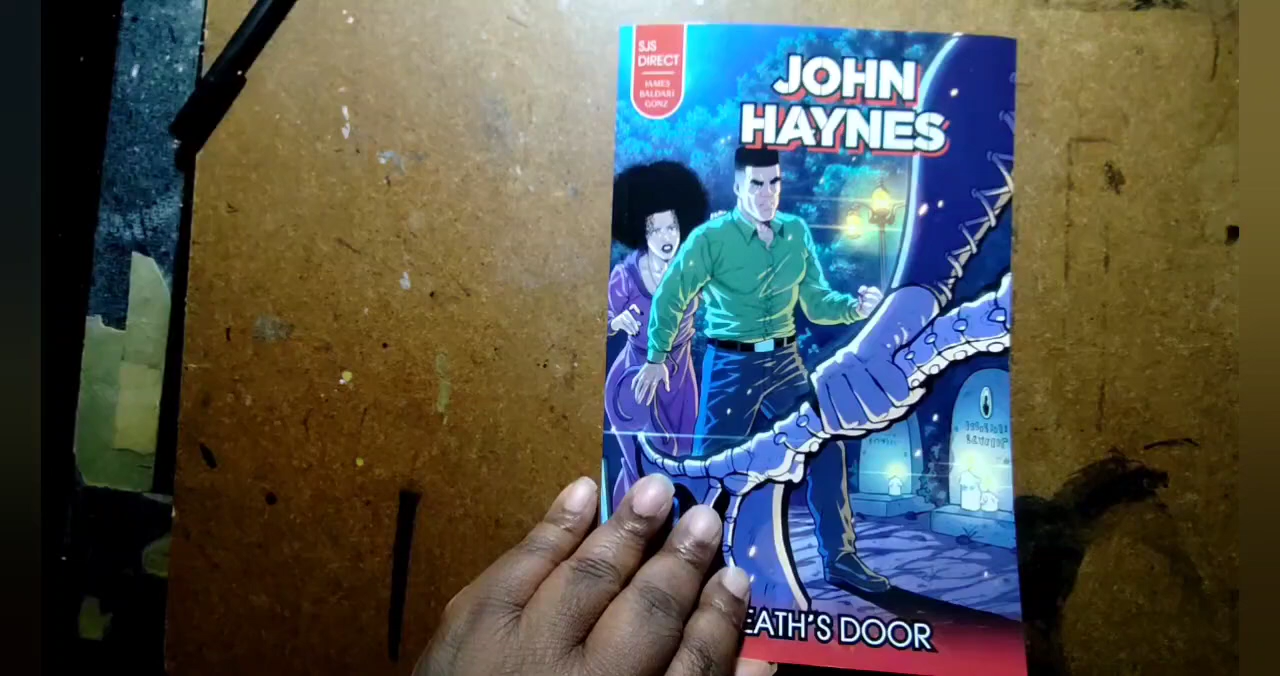 SJS
DIRECT
JAMES
BALDARI
GONZ
JOHN
HAYNES
EATH'S DOOR